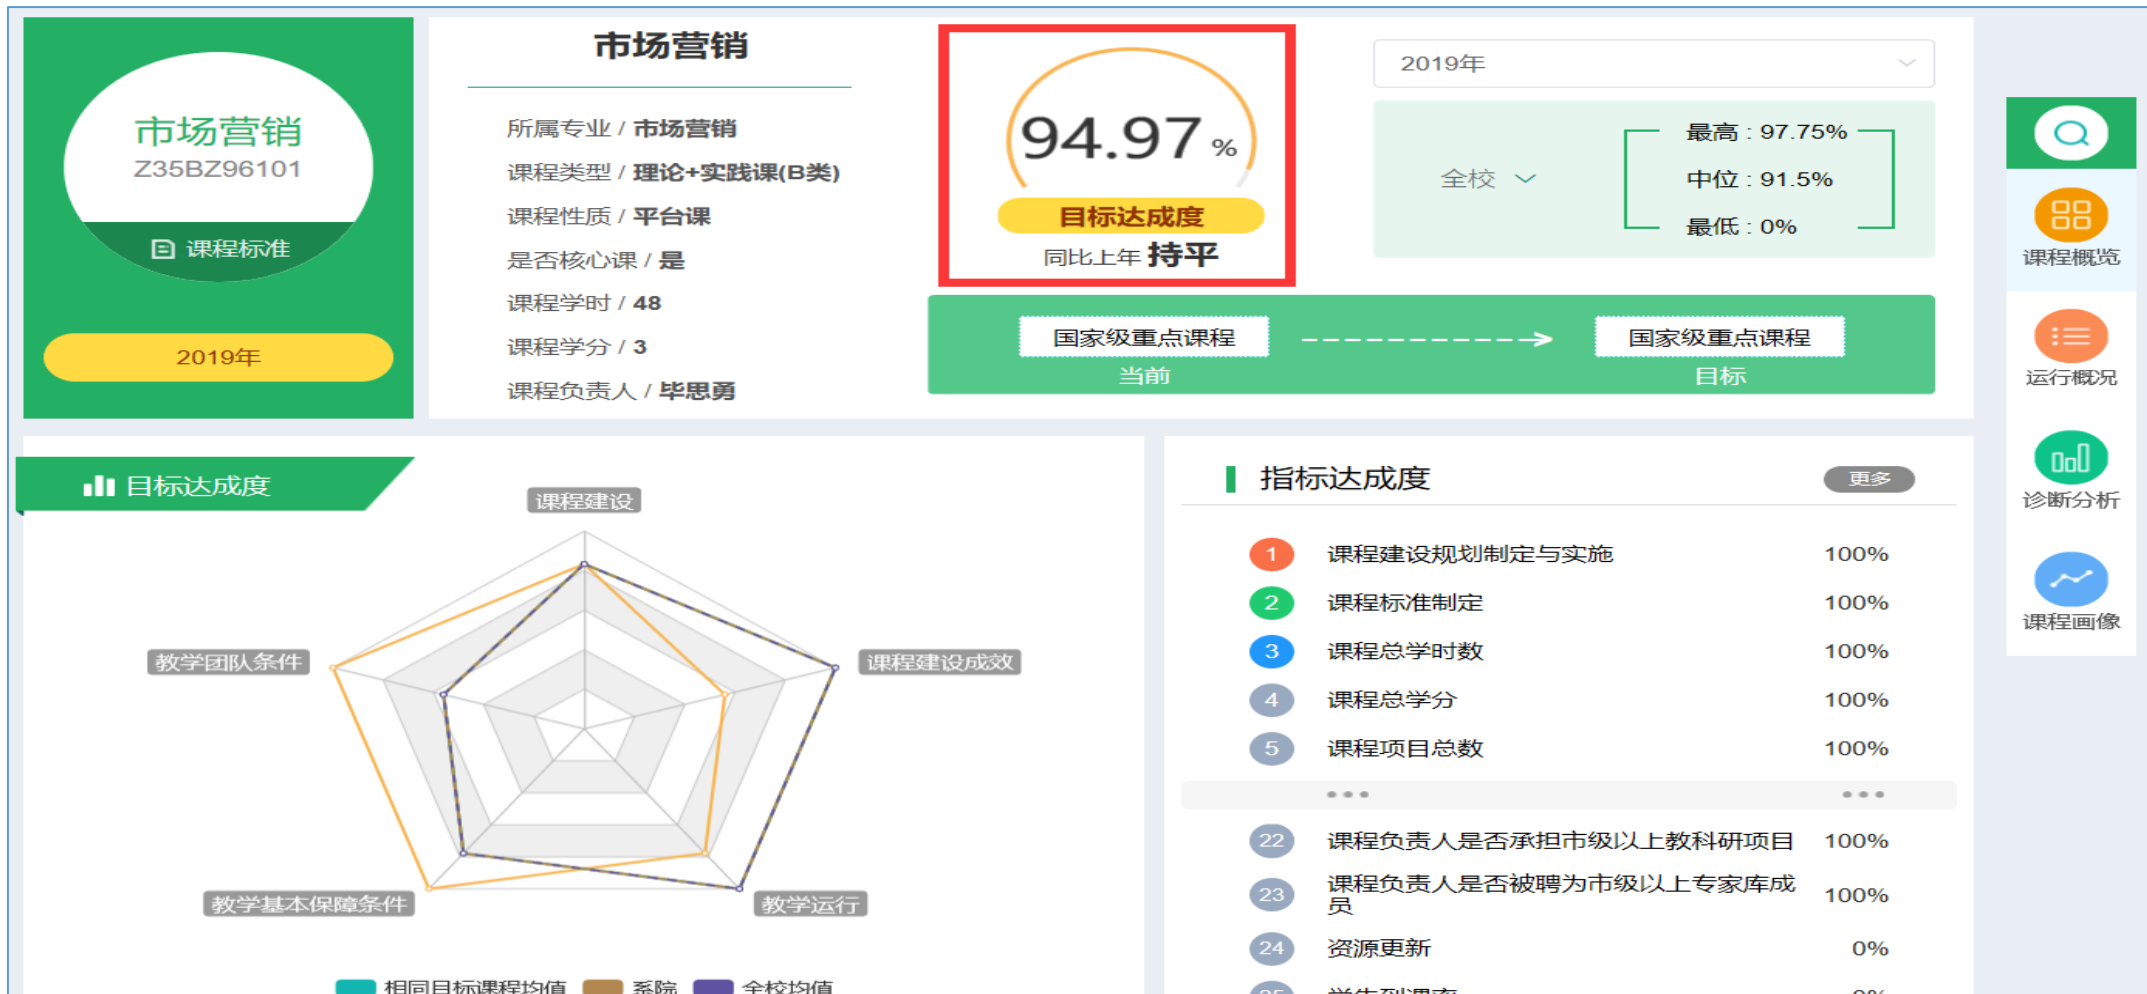 市场营销
Z35BZ96101
课程标准
2019年
市场营销
所属专业 / 市场营销
课程类型 / 理论+实践课(B类)
课程性质 / 平台课
是否核心课 / 是
课程学时 / 48
课程学分 / 3
课程负责人 / 毕思勇
94.97 %
目标达成度
同比上年 持平
2019年
全校
最高 : 97.75%
中位 : 91.5%
最低 : 0%
国家级重点课程
当前
国家级重点课程
目标
课程概览
运行概况
诊断分析
课程画像
目标达成度
课程建设
教学团队条件
课程建设成效
教学基本保障条件
教学运行
相同目标课程均值 系院 全校均值
指标达成度
更多
1 课程建设规划制定与实施 100%
2 课程标准制定 100%
3 课程总学时数 100%
4 课程总学分 100%
5 课程项目总数 100%
••• •••
22 课程负责人是否承担市级以上教科研项目 100%
23 课程负责人是否被聘为市级以上专家库成
员 100%
24 资源更新 0%
25 学生到课率 0%